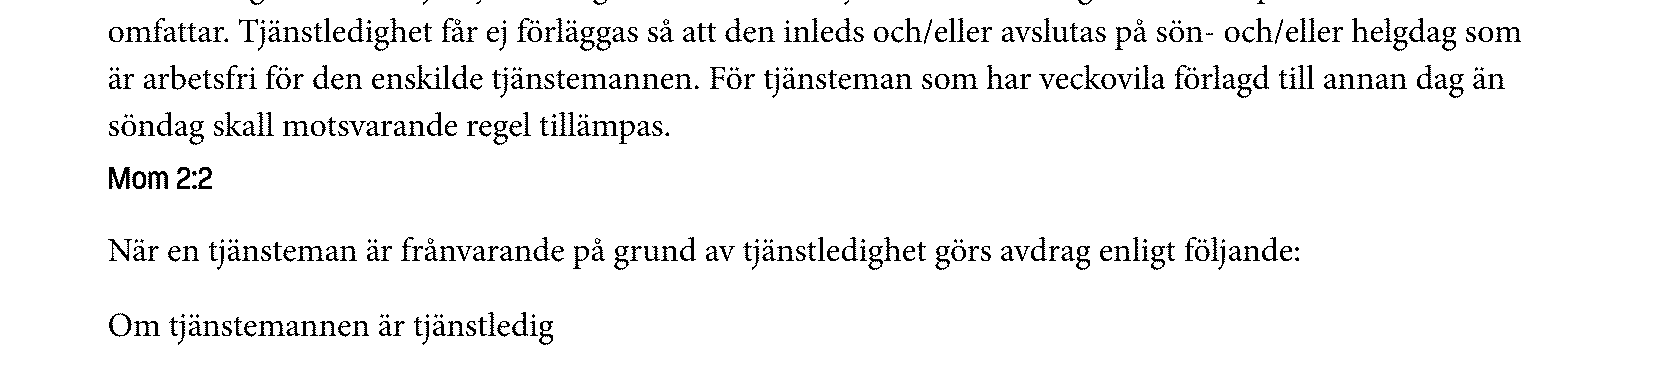 omfattar. Tjänstledighet får ej förläggas så att den inleds och/eller avslutas på sön- och/eller helgdag som
är arbetsfri för den enskilde tjänstemannen. För tjänsteman som har veckovila förlagd till annan dag än
söndag skall motsvarande regel tillämpas.
Mom 2:2
När en tjänsteman är frånvarande på grund av tjänstledighet görs avdrag enligt följande:
Om tjänstemannen är tjänstledig